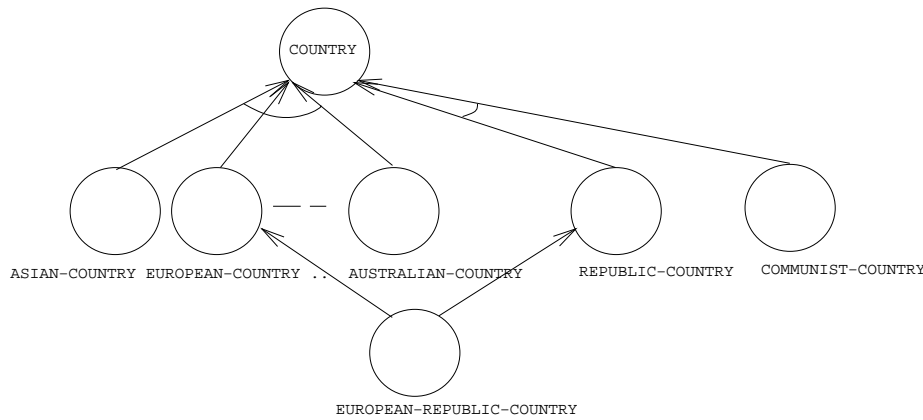 COUNTRY
ASIAN-COUNTRY EUROPEAN-COUNTRY .. AUSTRALIAN-COUNTRY REPUBLIC-COUNTRY COMMUNIST-COUNTRY
EUROPEAN-REPUBLIC-COUNTRY